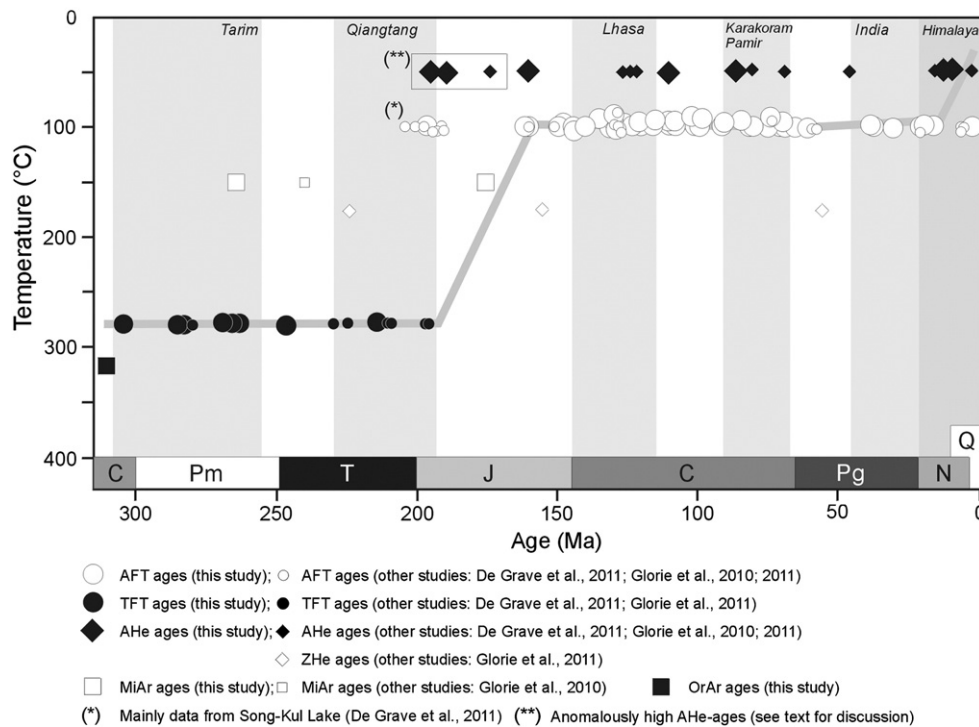 0
50
100
150
200
250
300
350
400
Temperature (°C)
Tarim
Qiangtang
Lhasa
Karakoram
Pamir
India
Himalaya
(**)
(*)
Q
C
Pm
T
J
C
Pg
N
300
250
200
150
100
50
0
Age (Ma)
AFT ages (this study); AFT ages (other studies: De Grave et al., 2011; Glorie et al., 2010; 2011)
TFT ages (this study); TFT ages (other studies: De Grave et al., 2011; Glorie et al., 2011)
AHe ages (this study); AHe ages (other studies: De Grave et al., 2011; Glorie et al., 2010; 2011)
ZHe ages (other studies: Glorie et al., 2011)
MiAr ages (this study); MiAr ages (other studies: Glorie et al., 2010) OrAr ages (this study)
(*) Mainly data from Song-Kul Lake (De Grave et al., 2011) (**) Anomalously high AHe-ages (see text for discussion)